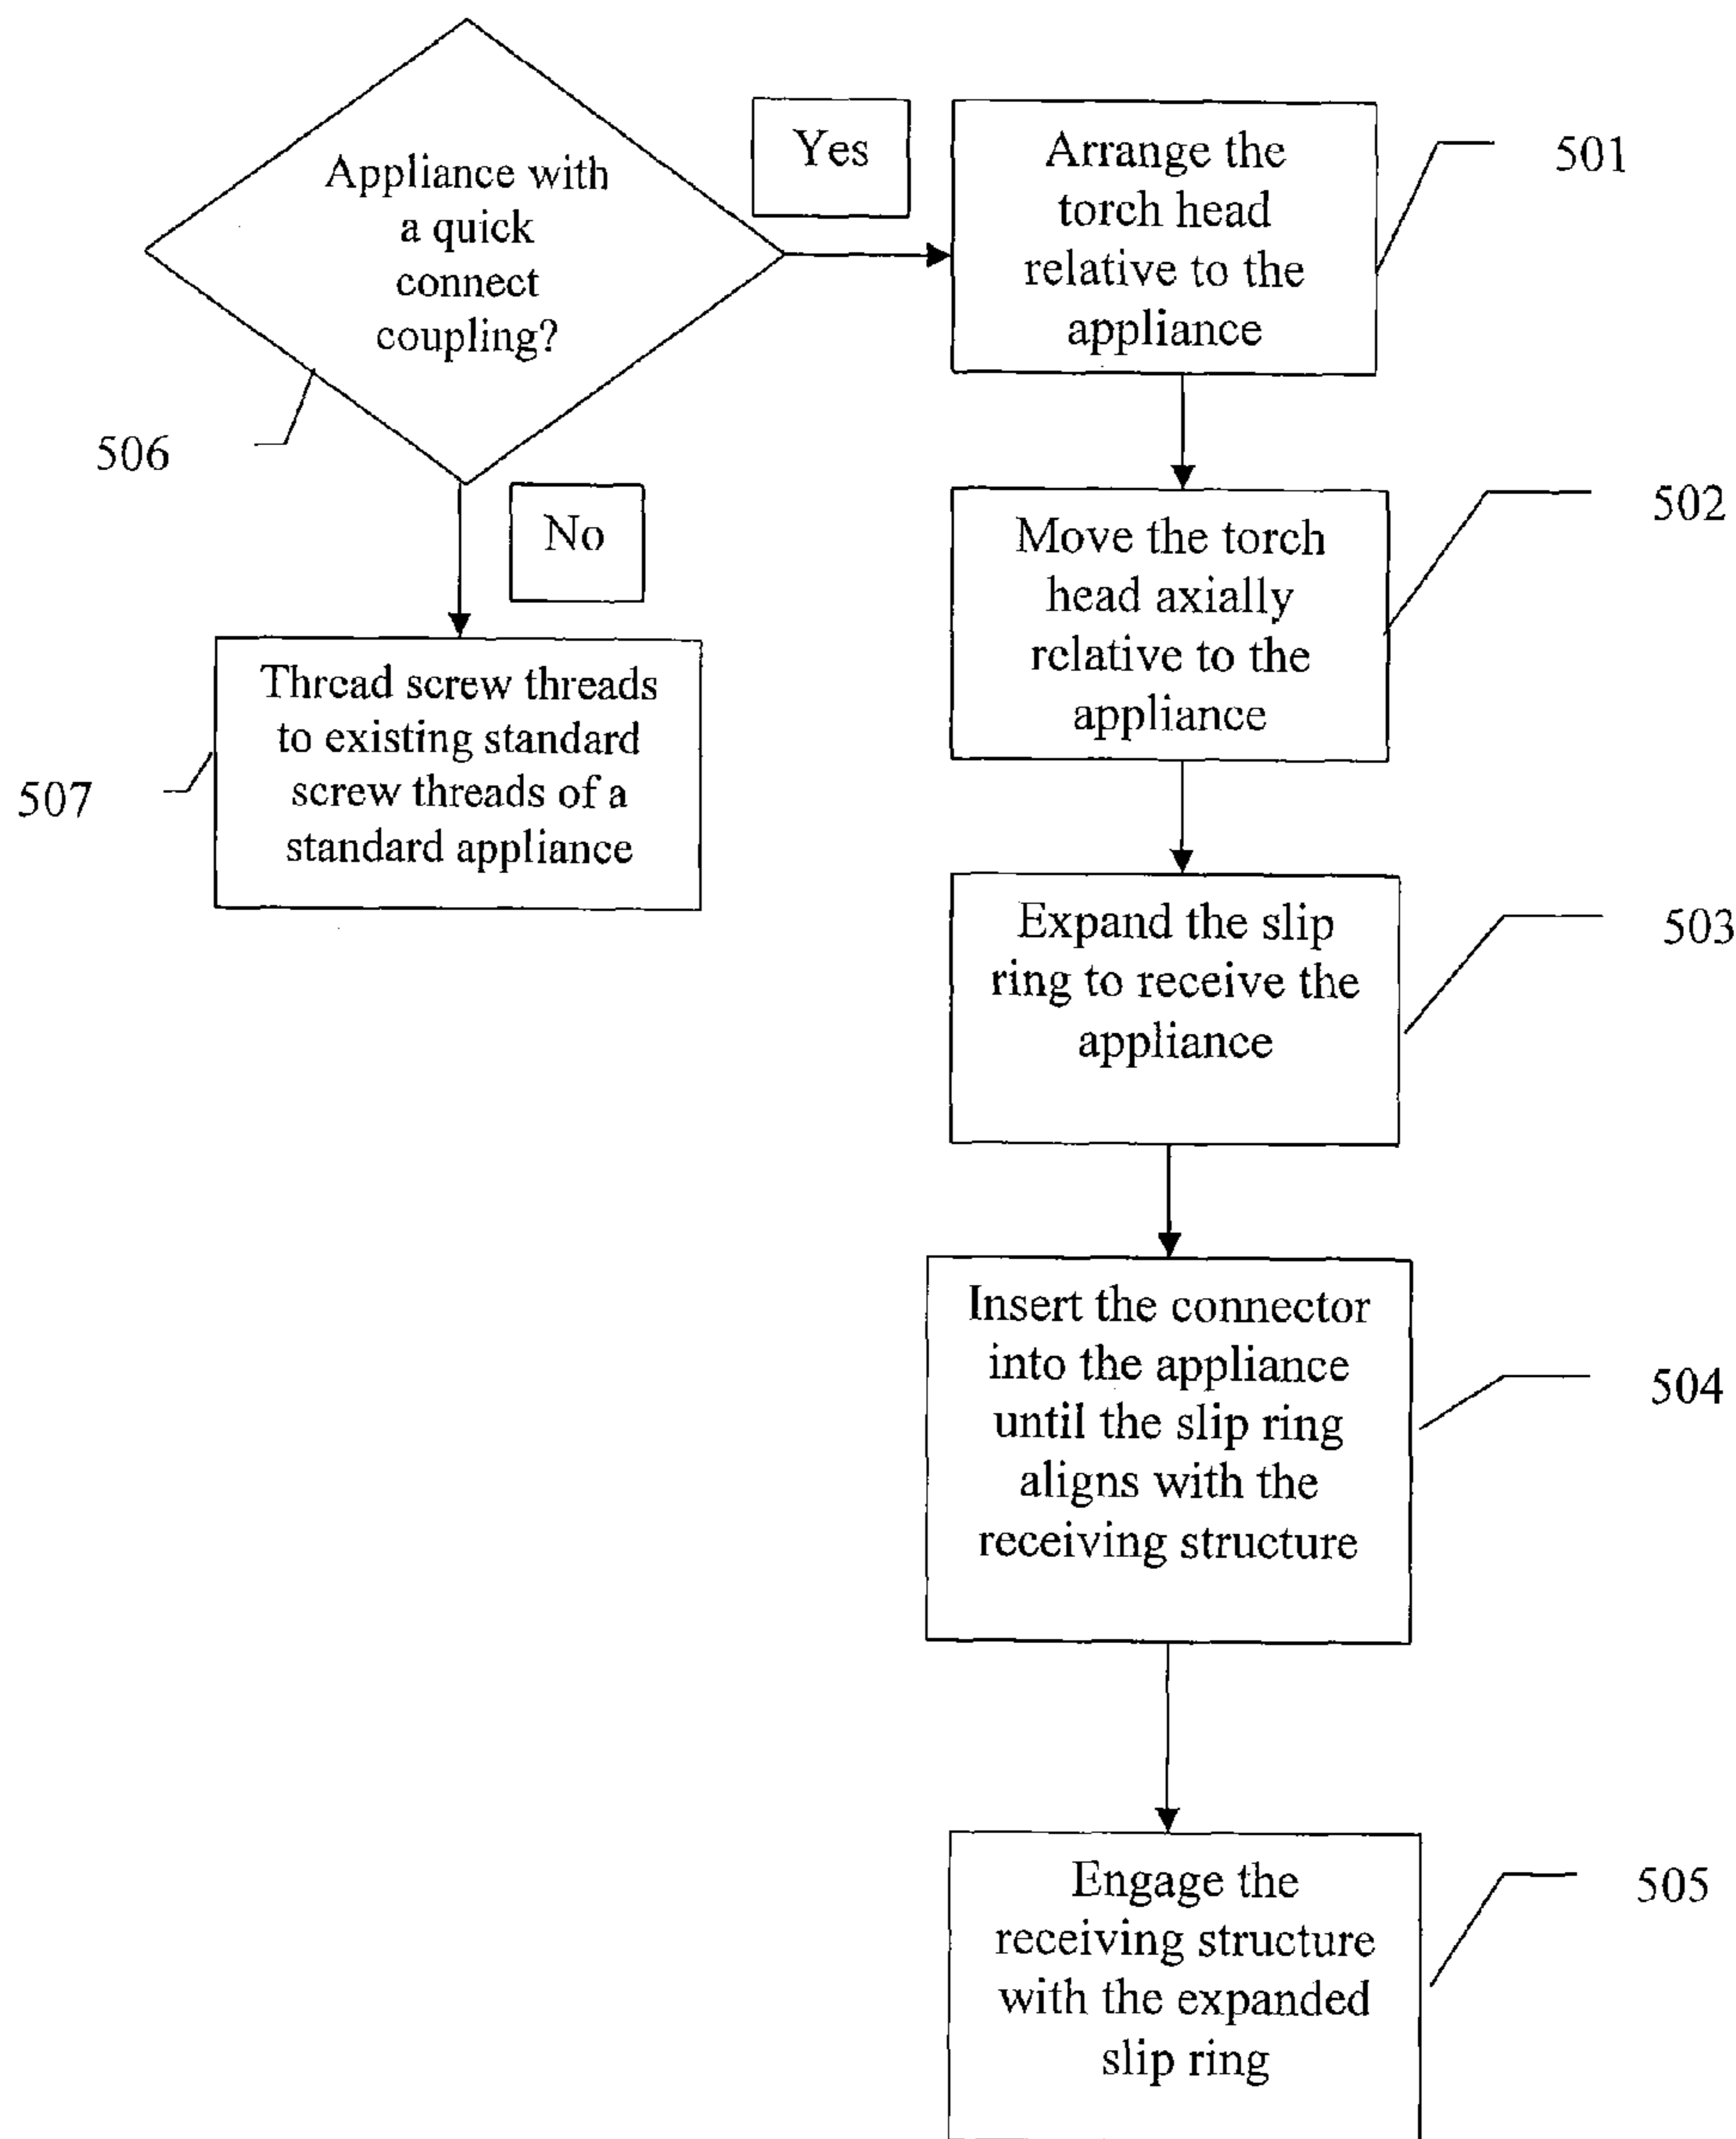 Appliance with
a quick
connect
coupling?
506
Yes
Arrange the
torch head
relative to the
appliance
501
No
Thread screw threads
to existing standard
screw threads of a
standard appliance
507
Move the torch
head axially
relative to the
appliance
502
Expand the slip
ring to receive the
appliance
503
Insert the connector
into the appliance
until the slip ring
aligns with the
receiving structure
504
Engage the
receiving structure
with the expanded
slip ring
505